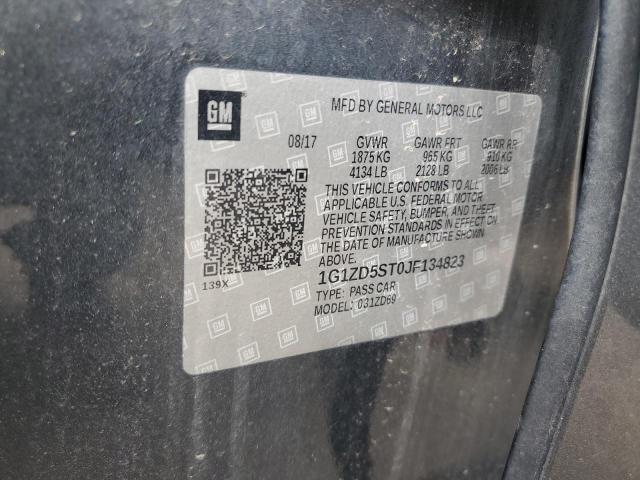 GM
MFD BY GENERAL MOTORS LLC
08/17 GVWR GAWR FRT GAWR RR
1875 KG 965 KG 910 KG
4134 LB 2128 LB 2006 LB
THIS VEHICLE CONFORMS TO ALL
APPLICABLE U.S. FEDERAL MOTOR
VEHICLE SAFETY, BUMPER, AND THEFT
PREVENTION STANDARDS IN EFFECT ON
THE DATE OF MANUFACTURE SHOWN
ABOVE.
139X
1G1ZD5ST0JF134823
TYPE: PASS CAR
MODEL: 031ZD69